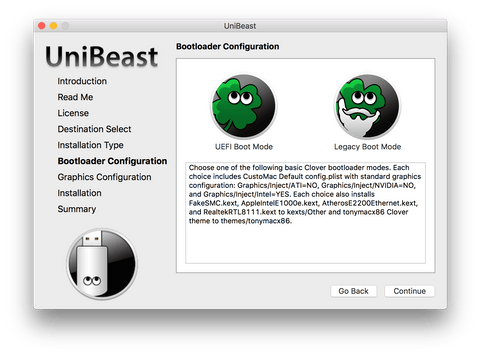 UniBeast
UniBeast
Bootloader Configuration
Introduction
Read Me
License
Destination Select
Installation Type
Bootloader Configuration
Graphics Configuration
Installation
Summary
UEFI Boot Mode
Legacy Boot Mode
Choose one of the following basic Clover bootloader modes. Each
choice includes CustoMac Default config.plist with standard graphics
configuration: Graphics/Inject/ATI=NO, Graphics/Inject/NVIDIA=NO,
and Graphics/Inject/Intel=YES. Each choice also installs
FakeSMC.kext, AppleIntelE1000e.kext, AtherosE2200Ethernet.kext,
and RealtekRTL8111.kext to kexts/Other and tonymacx86 Clover
theme to themes/tonymacx86.
Go Back
Continue